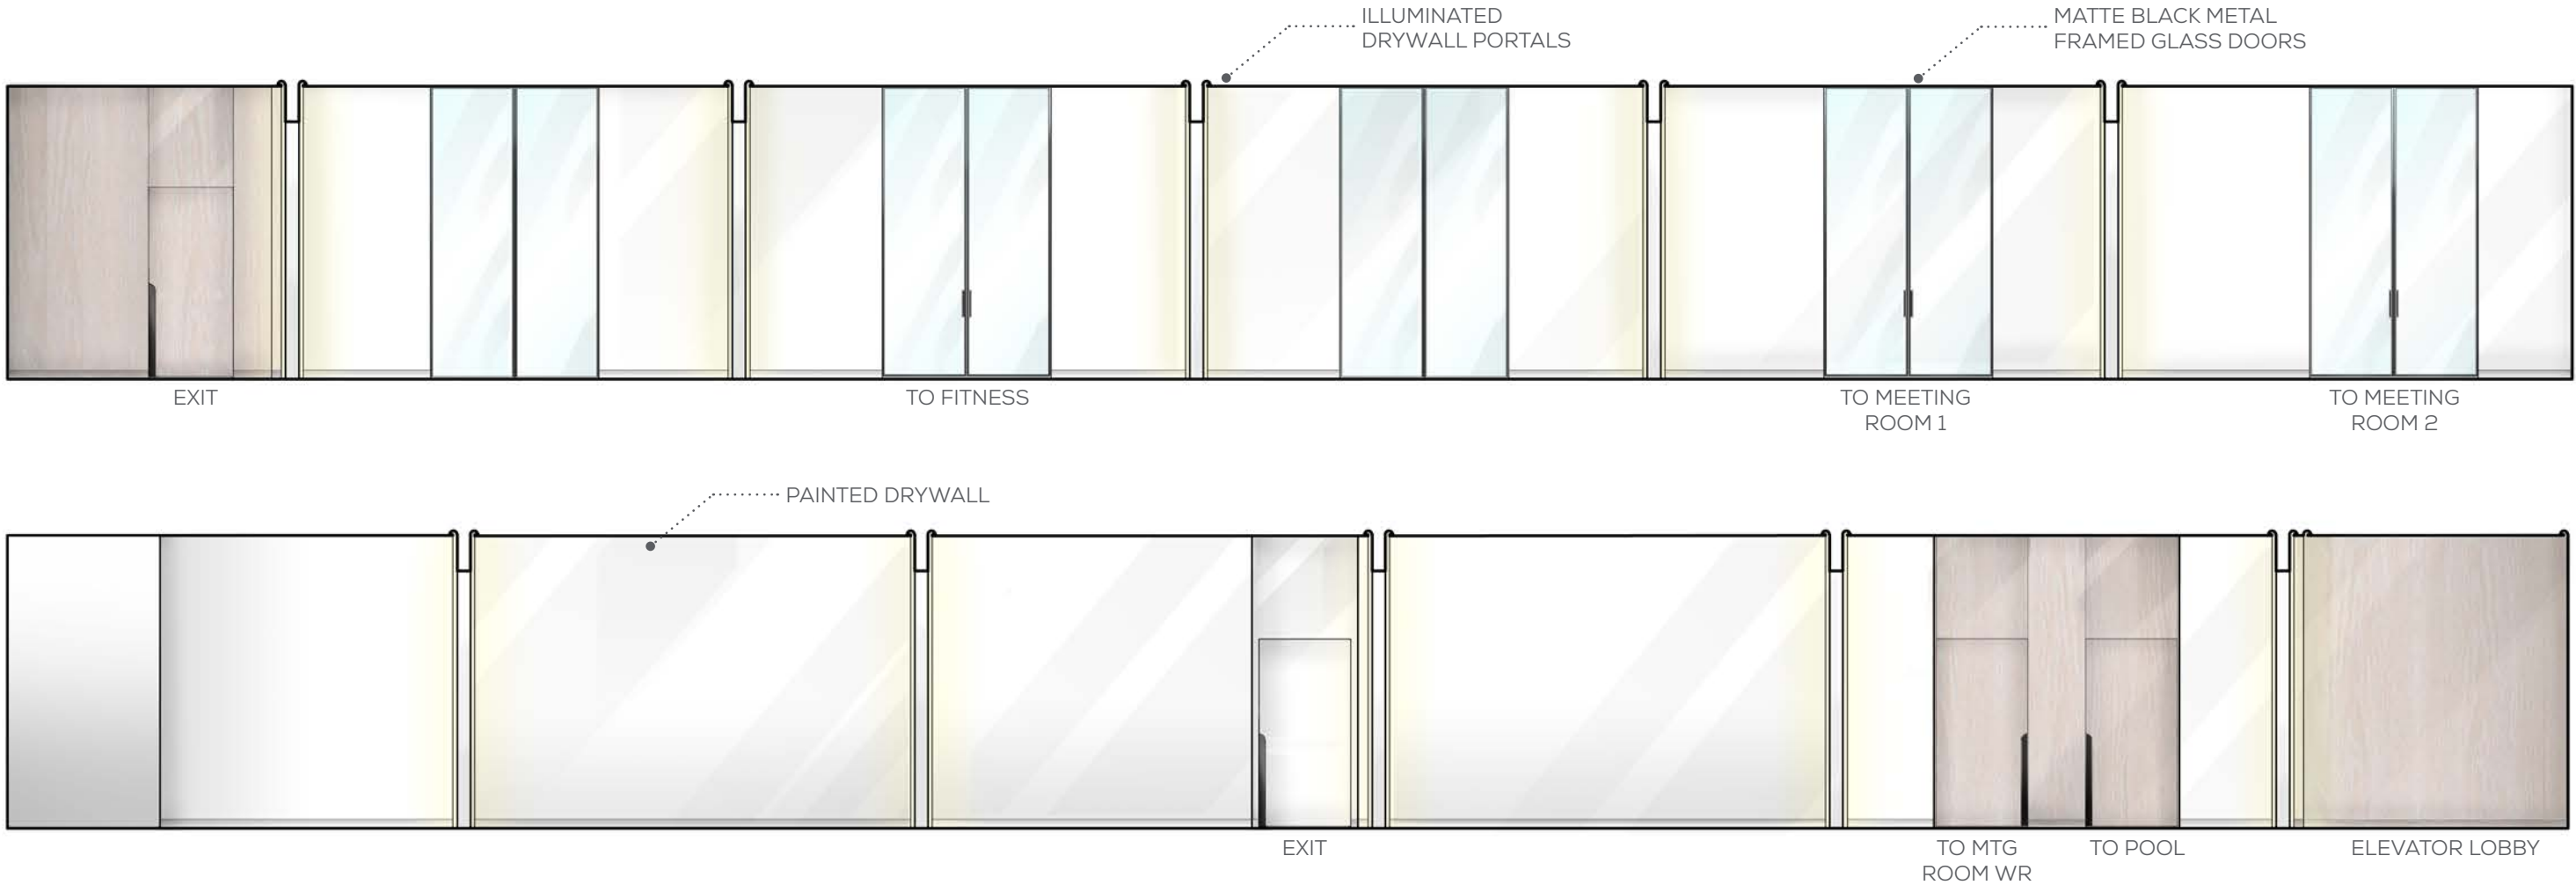 ILLUMINATED
DRYWALL PORTALS
MATTE BLACK METAL
FRAMED GLASS DOORS
EXIT
TO FITNESS
TO MEETING
ROOM 1
TO MEETING
ROOM 2
PAINTED DRYWALL
EXIT
TO MTG
ROOM WR
TO POOL
ELEVATOR LOBBY